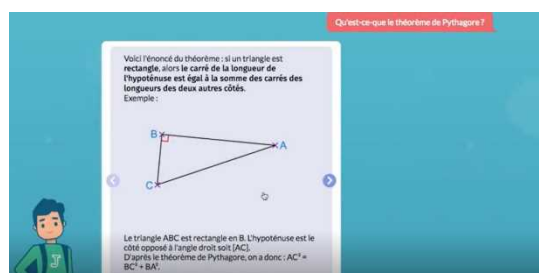 Qu'est-ce-que le théorème de Pythagore ?
Voici l'énoncé du théorème : si un triangle est
rectangle, alors le carré de la longueur de
l'hypoténuse est égal à la somme des carrés des
longueurs des deux autres côtés.
Exemple :
B
A
C
Le triangle ABC est rectangle en B. L'hypoténuse est le
côté opposé à l'angle droit soit [AC].
D'après le théorème de Pythagore, on a donc : AC² =
BC² + BA².
J